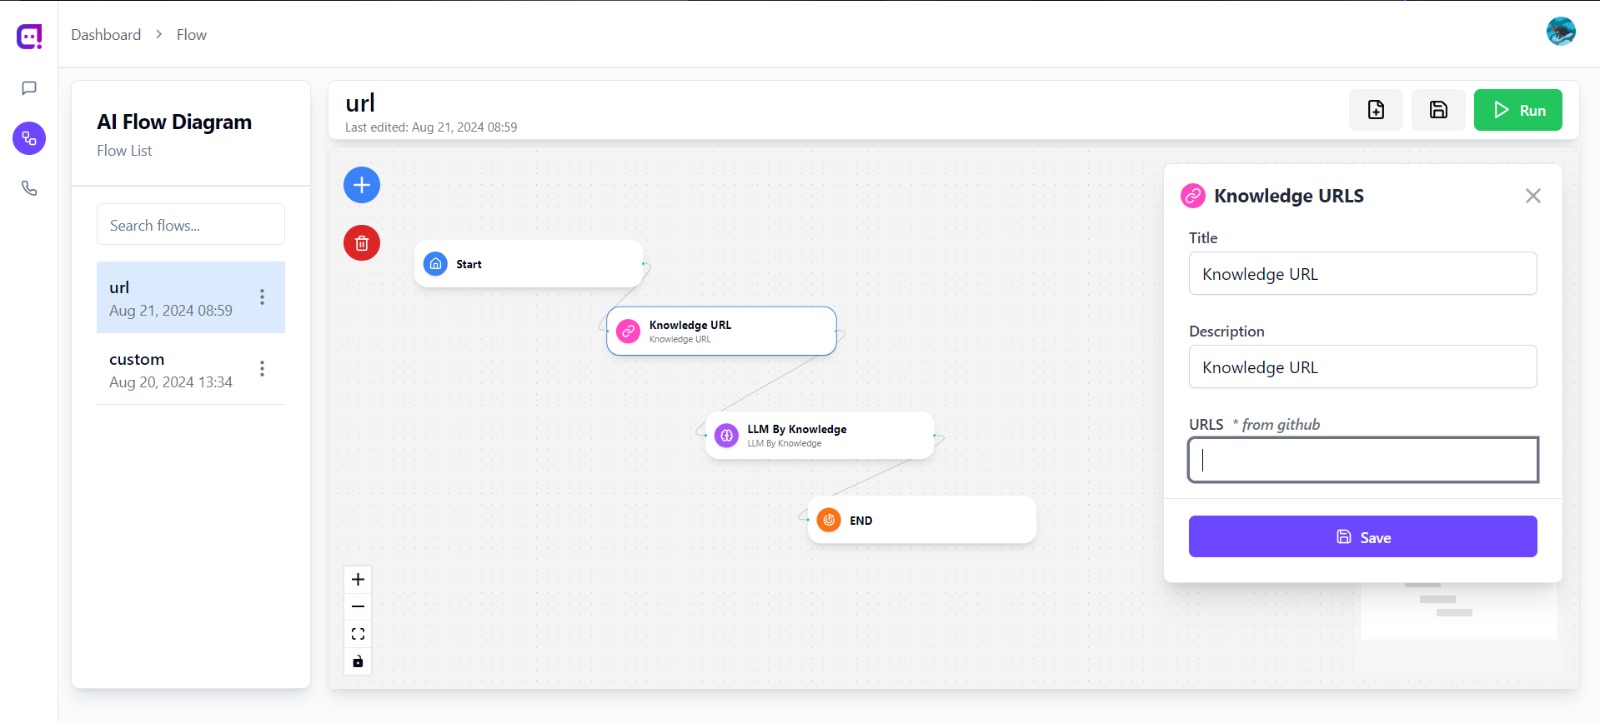 Dashboard > Flow
AI Flow Diagram
Flow List
Search flows...
url
Aug 21, 2024 08:59
custom
Aug 20, 2024 13:34
url
Last edited: Aug 21, 2024 08:59
Run
Start
Knowledge URL
Knowledge URL
LLM By Knowledge
LLM By Knowledge
END
Knowledge URLS
Title
Knowledge URL
Description
Knowledge URL
URLS * from github
Save